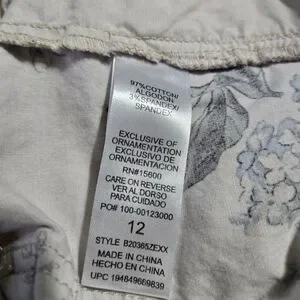 97%COTTON/
ALGODON
3%SPANDEX/
SPANDEX
EXCLUSIVE OF
ORNAMENTATION
EXCLUSIVO DE
ORNAMENTACION
RN#15600
CARE ON REVERSE
VER AL DORSO
PARA CUIDADO
PO# 100-00123000
12
STYLE B20365ZEXX
MADE IN CHINA
HECHO EN CHINA
UPC 194849669839